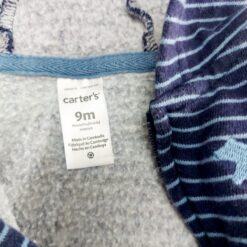 carter's
9m
Made in Cambodia
Fabriqué au Cambodge
Hecho en Camboya